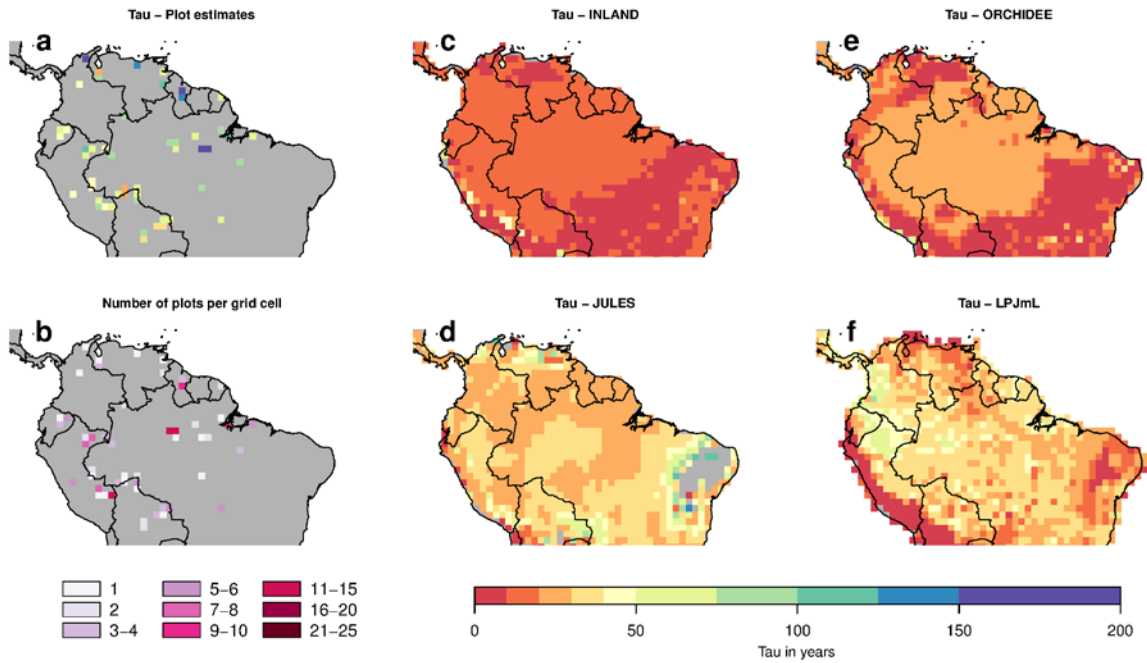 Tau – Plot estimates
Tau – INLAND
Tau – ORCHIDEE
a
c
e
Number of plots per grid cell
Tau – JULES
Tau – LPJmL
b
d
f
1
5–6
11–15
2
7–8
16–20
3–4
9–10
21–25
0
50
100
150
200
Tau in years